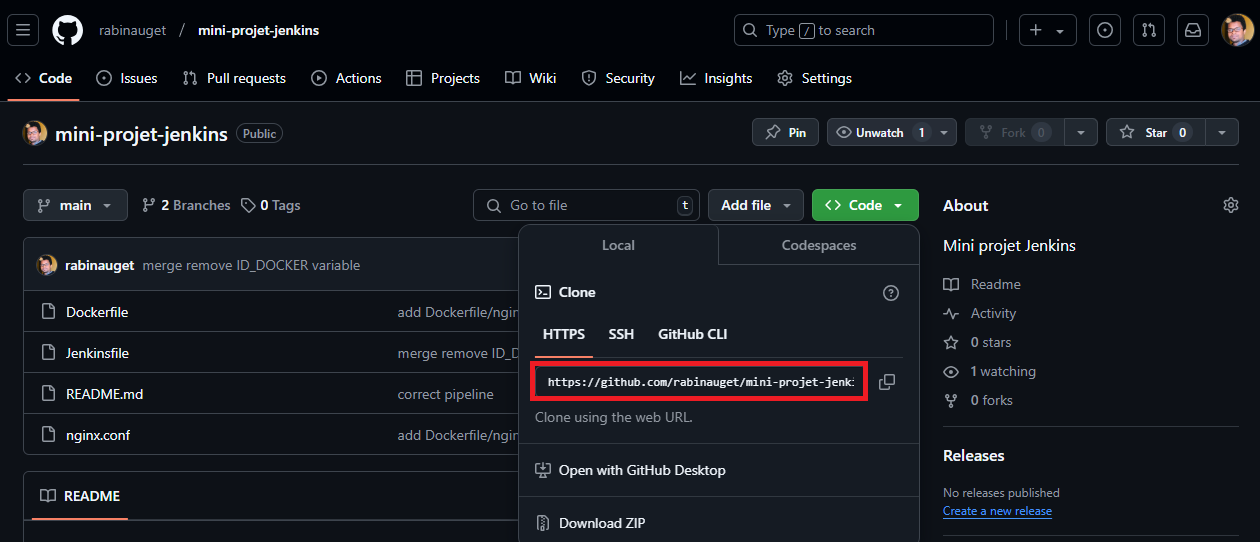 rabinauget / mini-projet-jenkins
Type / to search
Code Issues Pull requests Actions Projects Wiki Security Insights Settings
mini-projet-jenkins Public
Pin Unwatch 1 Fork 0 Star 0
main 2 Branches 0 Tags
Go to file t Add file Code
rabinauget merge remove ID_DOCKER variable
Dockerfile add Dockerfile/ngin
Jenkinsfile merge remove ID_D
README.md correct pipeline
nginx.conf add Dockerfile/ngin
README
Local Codespaces
Clone
HTTPS SSH GitHub CLI
https://github.com/rabinauget/mini-projet-jenki
Clone using the web URL.
Open with GitHub Desktop
Download ZIP
About
Mini projet Jenkins
Readme
Activity
0 stars
1 watching
0 forks
Releases
No releases published
Create a new release